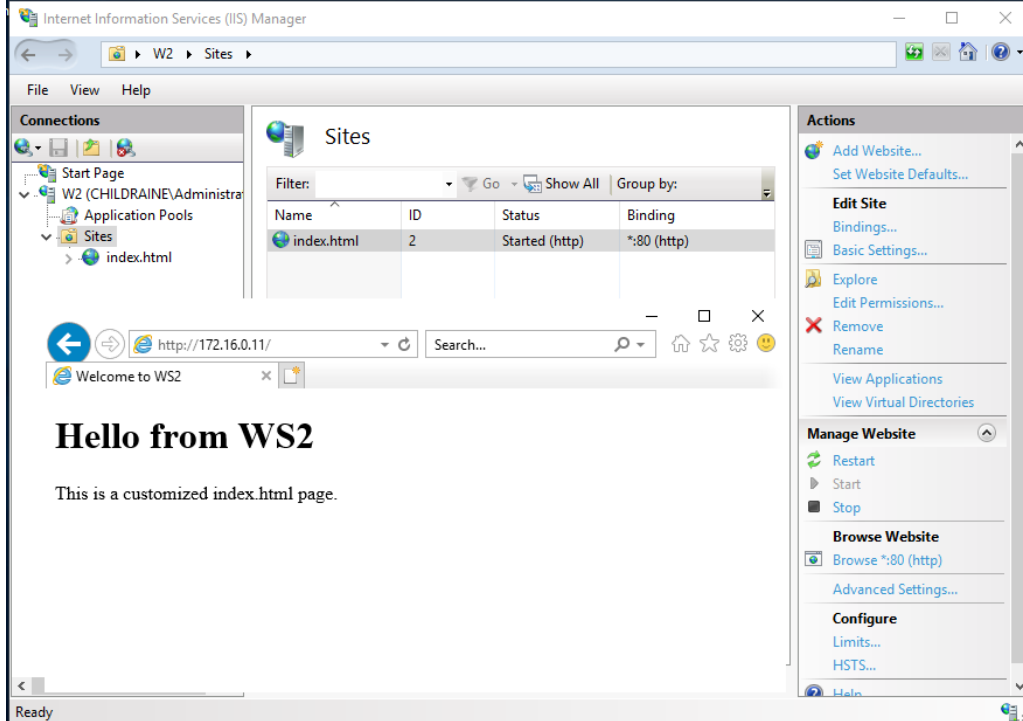 Internet Information Services (IIS) Manager
W2 Sites
File View Help
Connections
Start Page
W2 (CHILDRAINE\Administra
Application Pools
Sites
index.html
Sites
Filter: Go Show All Group by:
Name ID Status Binding
index.html 2 Started (http) *:80 (http)
http://172.16.0.11/ Search...
Welcome to WS2
Hello from WS2
This is a customized index.html page.
Actions
Add Website...
Set Website Defaults...
Edit Site
Bindings...
Basic Settings...
Explore
Edit Permissions...
Remove
Rename
View Applications
View Virtual Directories
Manage Website
Restart
Start
Stop
Browse Website
Browse *:80 (http)
Advanced Settings...
Configure
Limits...
HSTS...
Help
Ready